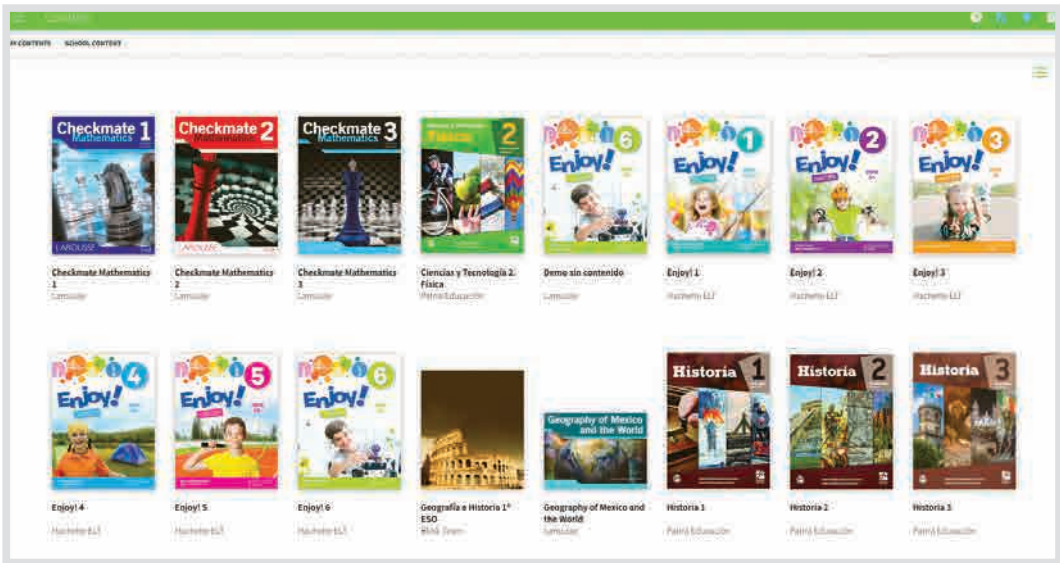 Contents
MY CONTENTS SCHOOL CONTENT
Checkmate 1
Mathematics
LAROUSSE
Checkmate 2
Mathematics
LAROUSSE
Checkmate 3
Mathematics
Física 2
Enjoy! 6
Enjoy! 1
Enjoy! 2
Enjoy! 3
Checkmate Mathematics
1
Larousse
Checkmate Mathematics
2
Larousse
Checkmate Mathematics
3
Larousse
Ciencias y Tecnología 2.
Física
Patria Educación
Demo sin contenido
Larousse
Enjoy! 1
Hachette ELT
Enjoy! 2
Hachette ELT
Enjoy! 3
Hachette ELT
Enjoy! 4
Enjoy! 5
Enjoy! 6
Geography of Mexico
and the World
Historia 1
Historia 2
Historia 3
Enjoy! 4
Hachette ELT
Enjoy! 5
Hachette ELT
Enjoy! 6
Hachette ELT
Geografía e Historia 1º
ESO
Blink
Geography of Mexico and
the World
Larousse
Historia 1
Patria Educación
Historia 2
Patria Educación
Historia 3
Patria Educación